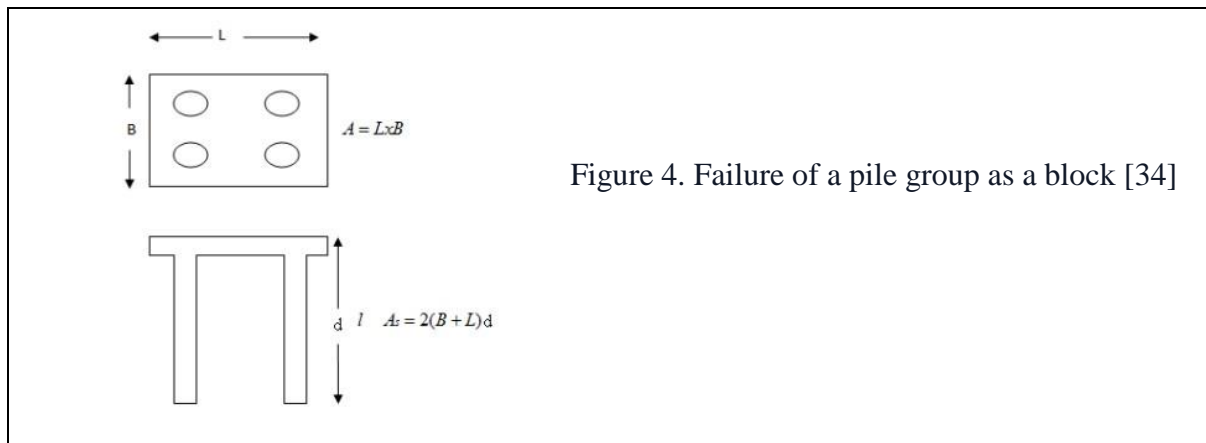 L
B
A = LxB
Figure 4. Failure of a pile group as a block [34]
d l As = 2(B + L)d